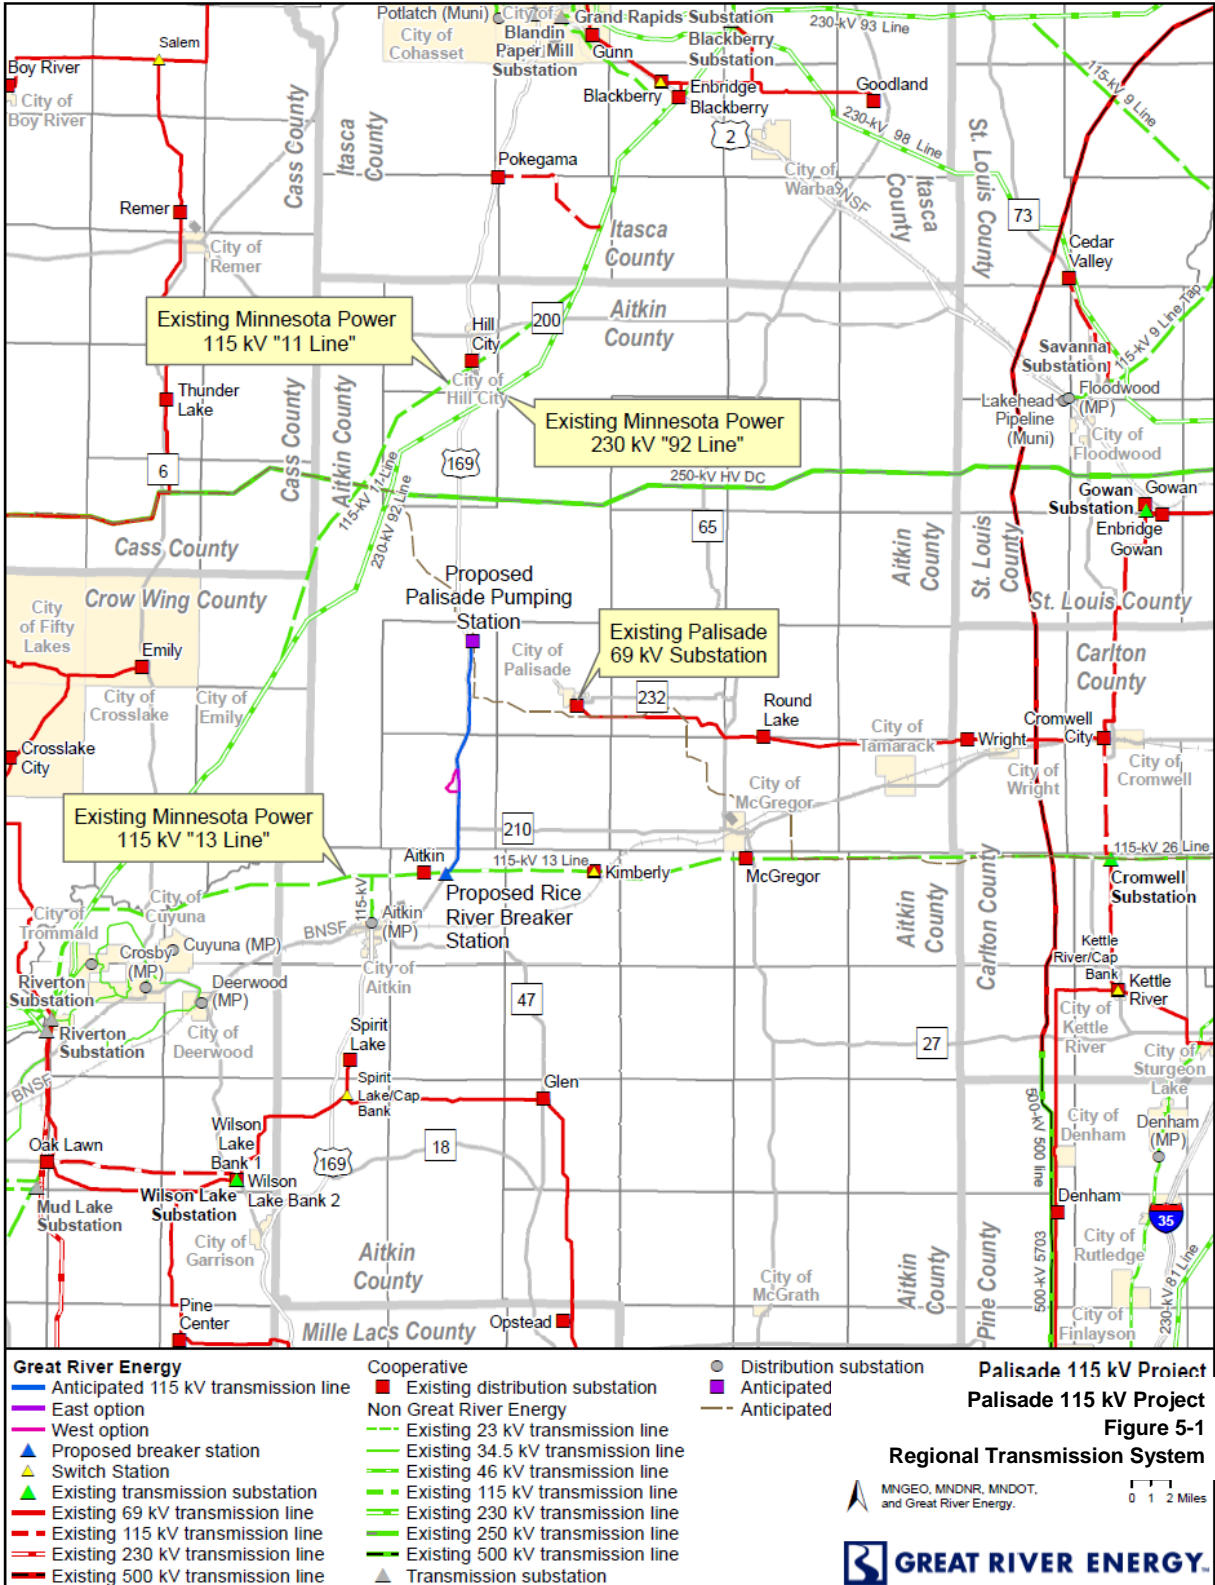 Potlatch (Muni)
City of
Grand Rapids Substation
City of
Cohasset
Blandin
Paper Mill
Substation
Gunn
Blackberry
Substation
230-kV 93 Line
Salem
Boy River
City of
Boy River
Blackberry
Enbridge
Blackberry
Goodland
115-kV 9 Line
2
230-kV 98 Line
Cass County
Itasca
County
Pokegama
City of
Warba
BNSF
Itasca
County
St. Louis County
73
Remer
City of
Remer
Itasca
County
Cedar
Valley
Existing Minnesota Power
115 kV "11 Line"
200
Aitkin
County
Hill
City
City of
Hill City
115-kV 9 Line Tap
Savanna
Substation
Floodwood
(MP)
Lakehead
Pipeline
(Muni)
City of
Floodwood
Thunder
Lake
Cass County
Aitkin County
Existing Minnesota Power
230 kV "92 Line"
6
169
115-kV 11 Line
230-kV 92 Line
250-kV HV DC
65
Gowan
Substation
Gowan
Enbridge
Gowan
Cass County
Aitkin
County
St. Louis
County
Crow Wing County
Proposed
Palisade Pumping
Station
St. Louis County
City
of Fifty
Lakes
Emily
City of
Palisade
Existing Palisade
69 kV Substation
Carlton
County
City of
Crosslake
City of
Emily
232
Round
Lake
City of
Tamarack
Wright
Cromwell
City
City of
Cromwell
Crosslake
City
City of
Wright
City of
McGregor
Existing Minnesota Power
115 kV "13 Line"
210
Aitkin
115-kV 13 Line
Kimberly
McGregor
115-kV 26 Line
Cromwell
Substation
Proposed Rice
River Breaker
Station
115-kV
City of
Cuyuna
City of
Trommald
Cuyuna (MP)
Crosby
(MP)
BNSF
Aitkin
(MP)
City of
Aitkin
Aitkin
County
Carlton County
Kettle
River/Cap
Bank
Kettle
River
Riverton
Substation
Deerwood
(MP)
47
City of
Kettle
River
Riverton
Substation
City of
Deerwood
Spirit
Lake
27
City of
Sturgeon
Lake
BNSF
Spirit
Lake/Cap
Bank
Glen
500-kV 500 line
City of
Denham
Denham
(MP)
Wilson
Lake
Bank 1
Oak Lawn
169
18
Wilson
Lake Bank 2
Wilson Lake
Substation
Mud Lake
Substation
Denham
35
City of
Garrison
Aitkin
County
City of
McGrath
Aitkin
County
Pine County
500-kV 5703
City of
Rutledge
230-kV 81 Line
City of
Finlayson
Pine
Center
Mille Lacs County
Opstead
Great River Energy
Anticipated 115 kV transmission line
East option
West option
Proposed breaker station
Switch Station
Existing transmission substation
Existing 69 kV transmission line
Existing 115 kV transmission line
Existing 230 kV transmission line
Existing 500 kV transmission line
Cooperative
Existing distribution substation
Non Great River Energy
Existing 23 kV transmission line
Existing 34.5 kV transmission line
Existing 46 kV transmission line
Existing 115 kV transmission line
Existing 230 kV transmission line
Existing 250 kV transmission line
Existing 500 kV transmission line
Transmission substation
Distribution substation
Anticipated
Anticipated
Palisade 115 kV Project
Palisade 115 kV Project
Figure 5-1
Regional Transmission System
MNGEO, MNDNR, MNDOT,
and Great River Energy.
0 1 2 Miles
GREAT RIVER ENERGY